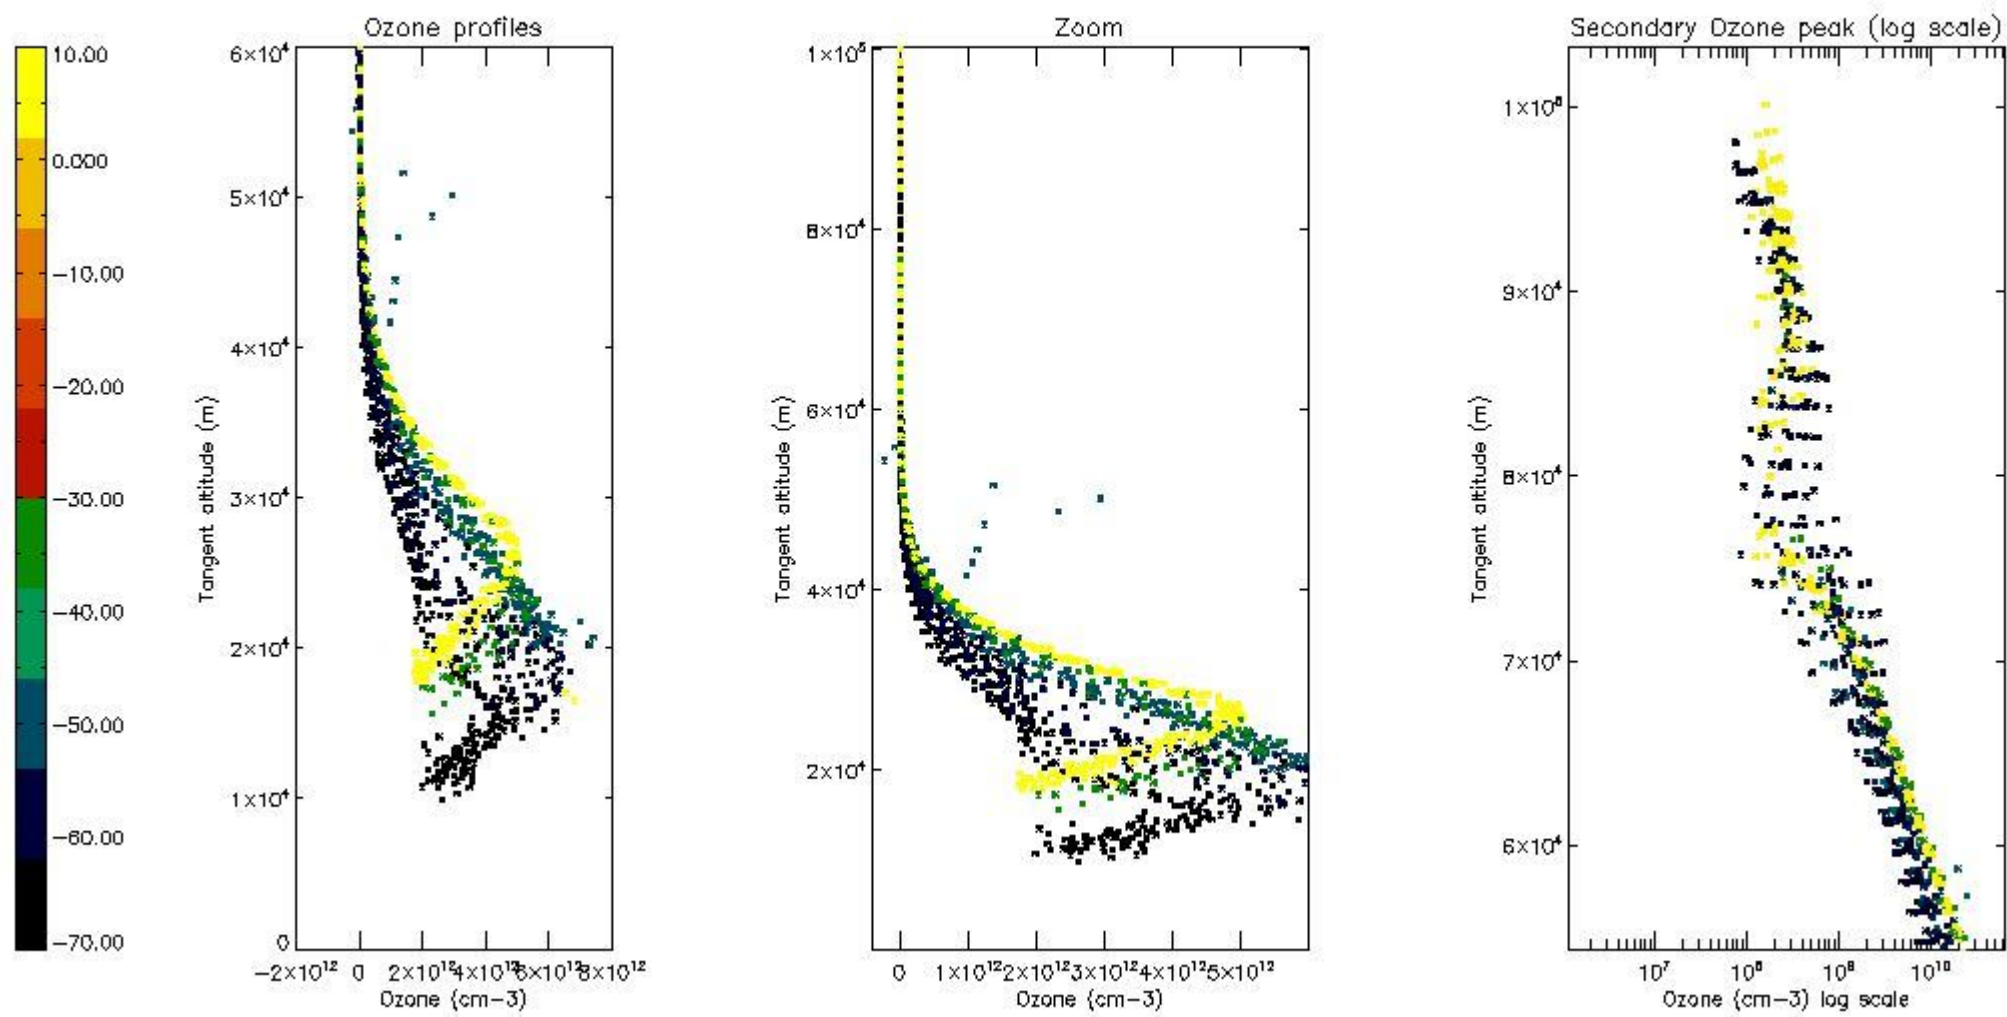 Ozone profiles
Zoom
Secondary Ozone peak (log scale)
10.00
0.000
−10.00
−20.00
−30.00
−40.00
−50.00
−60.00
−70.00
Tangent altitude (m)
6×10⁴
5×10⁴
4×10⁴
3×10⁴
2×10⁴
1×10⁴
0
−2×10¹² 0 2×10¹² 4×10¹² 6×10¹² 8×10¹²
Ozone (cm−3)
Tangent altitude (m)
1×10⁵
8×10⁴
6×10⁴
4×10⁴
2×10⁴
0 1×10¹² 2×10¹² 3×10¹² 4×10¹² 5×10¹²
Ozone (cm−3)
Tangent altitude (m)
1×10⁵
9×10⁴
8×10⁴
7×10⁴
6×10⁴
10⁷ 10⁸ 10⁹ 10¹⁰
Ozone (cm−3) log scale